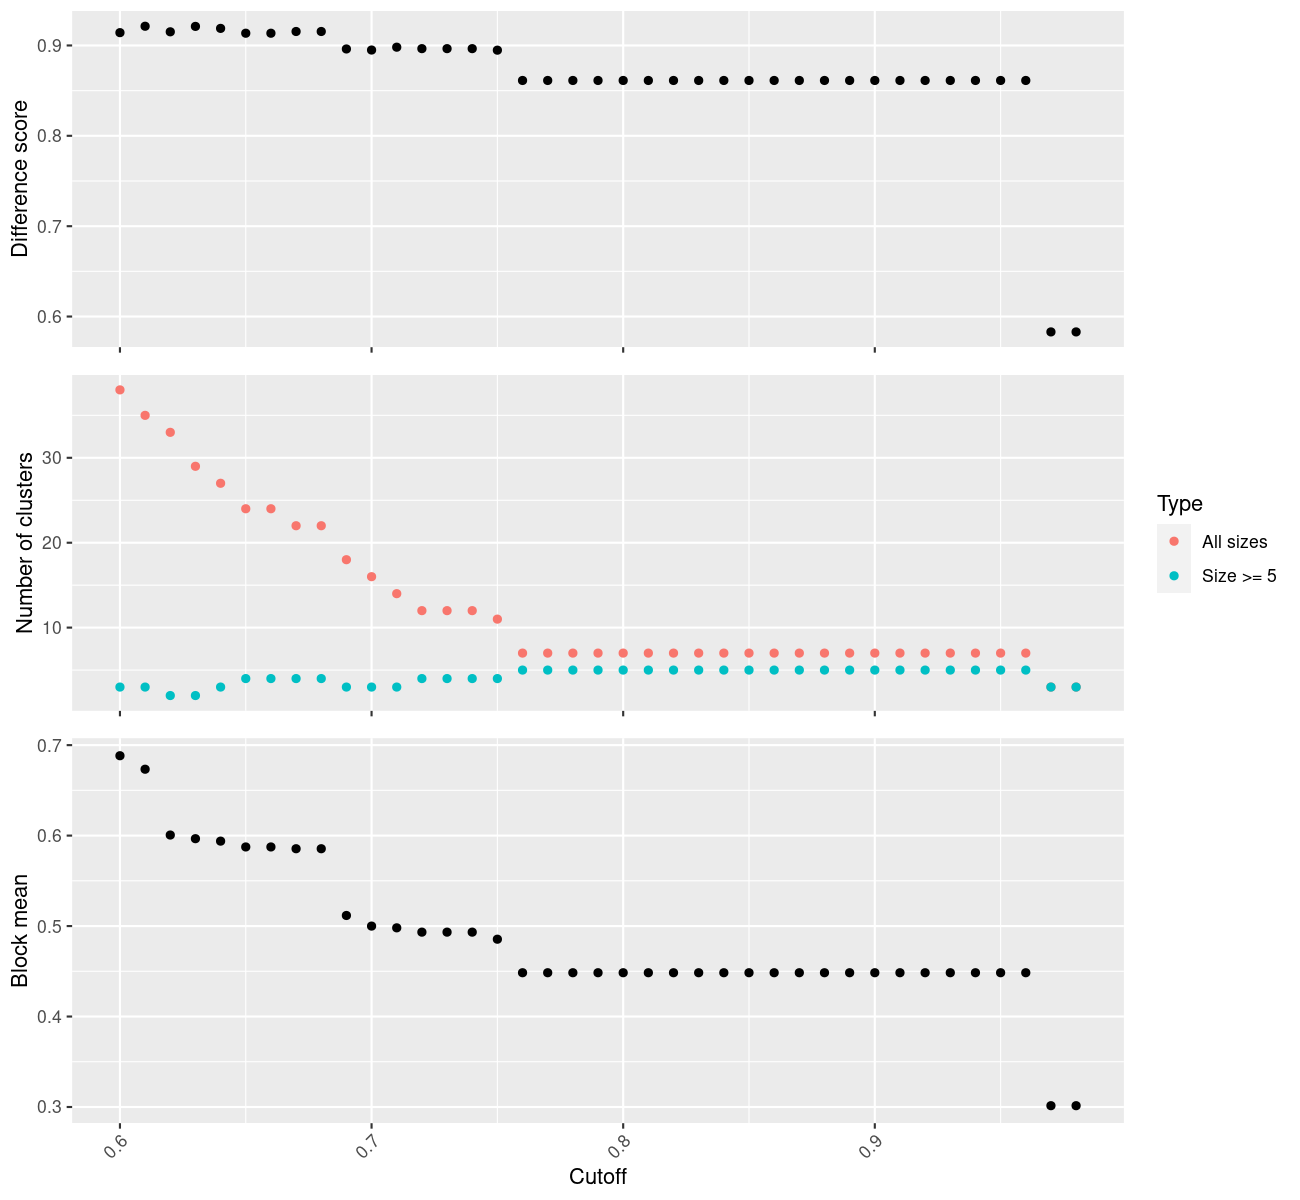 0.9
0.8
0.7
0.6
Difference score
30
20
10
Number of clusters
Type
All sizes
Size >= 5
0.7
0.6
0.5
0.4
0.3
Block mean
0.6 0.7 0.8 0.9
Cutoff